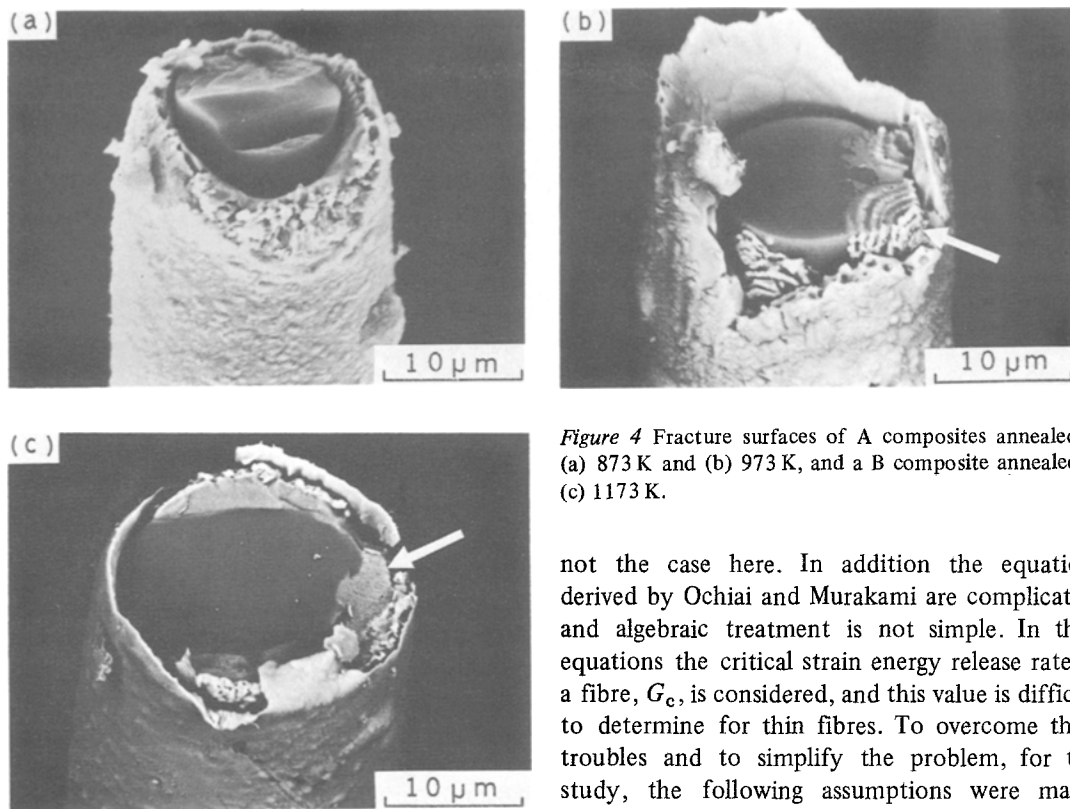 (a)
10 μm
(b)
10 μm
(c)
10 μm
Figure 4 Fracture surfaces of A composites annealed
(a) 873 K and (b) 973 K, and a B composite annealed
(c) 1173 K.
not the case here. In addition the equatio
derived by Ochiai and Murakami are complicat
and algebraic treatment is not simple. In th
equations the critical strain energy release rate
a fibre, Gc, is considered, and this value is diffic
to determine for thin fibres. To overcome th
troubles and to simplify the problem, for t
study, the following assumptions were ma